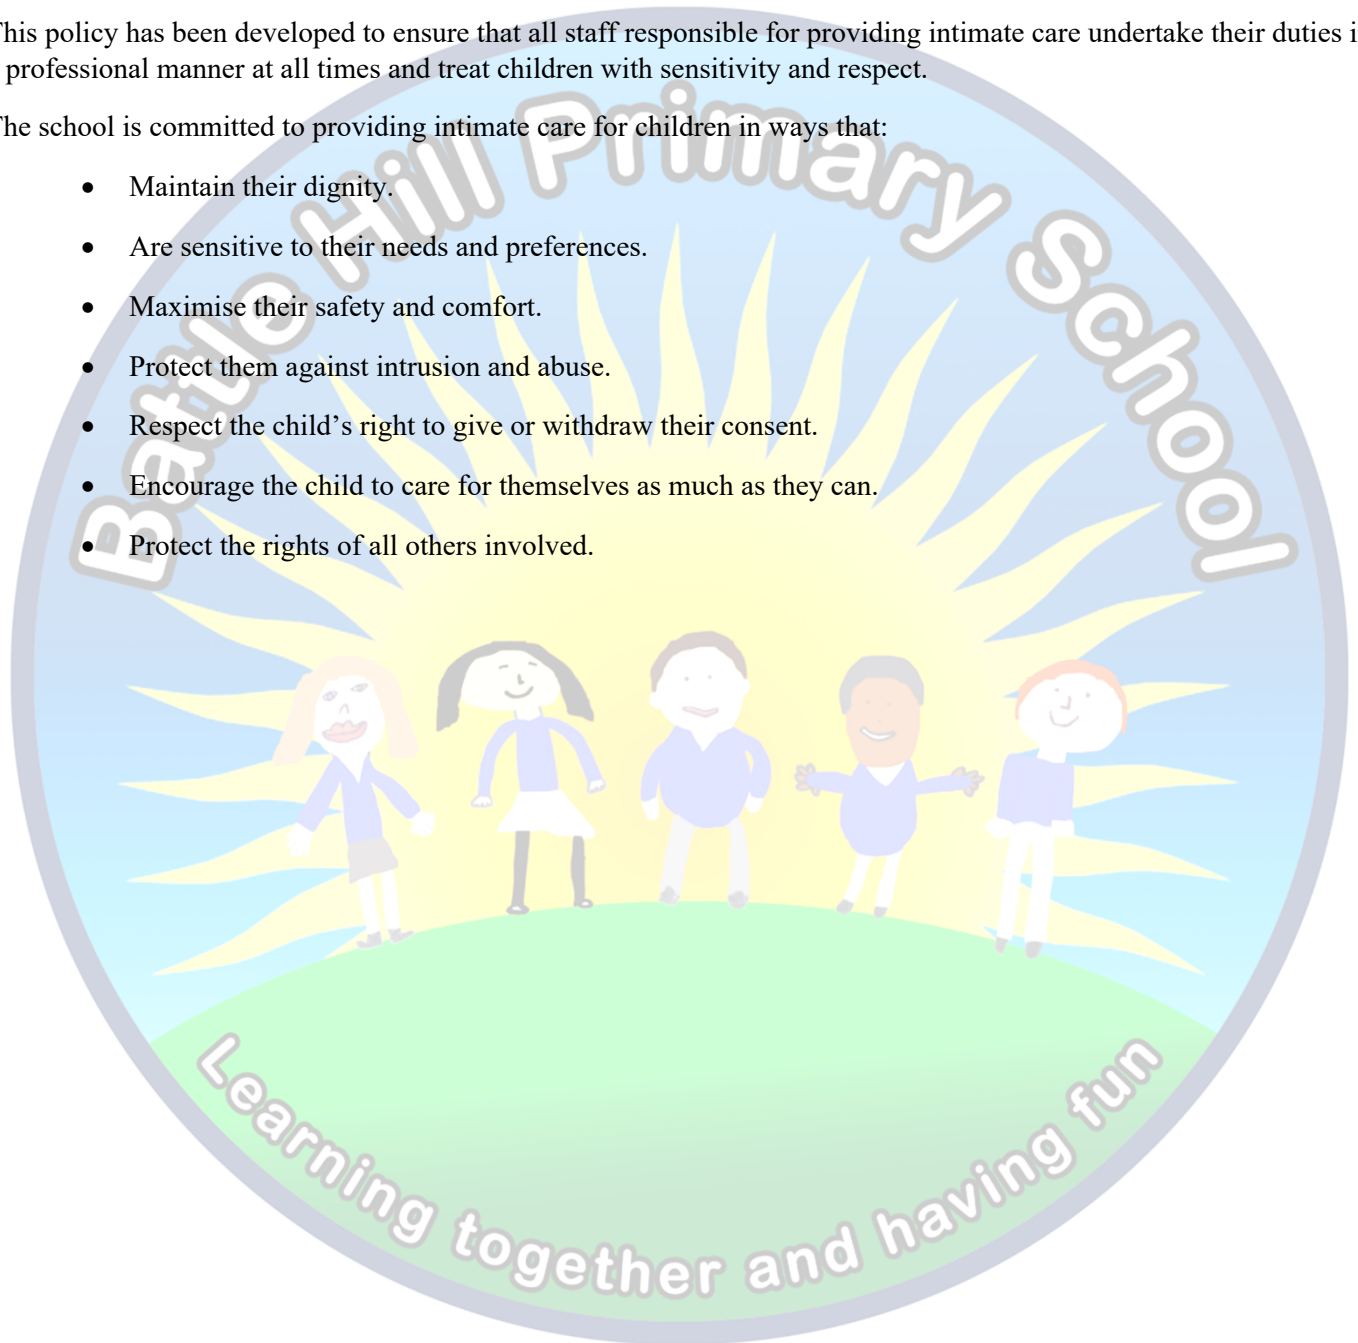 This policy has been developed to ensure that all staff responsible for providing intimate care undertake their duties i
professional manner at all times and treat children with sensitivity and respect.
The school is committed to providing intimate care for children in ways that:
• Maintain their dignity.
• Are sensitive to their needs and preferences.
• Maximise their safety and comfort.
• Protect them against intrusion and abuse.
• Respect the child’s right to give or withdraw their consent.
• Encourage the child to care for themselves as much as they can.
• Protect the rights of all others involved.
Battle Hill Primary School
Learning together and having fun